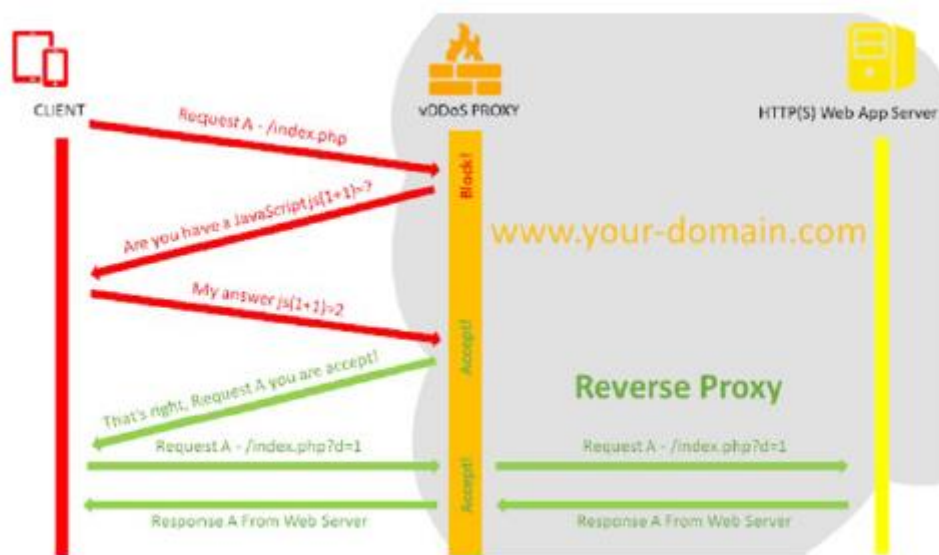 CLIENT
vDDoS PROXY
HTTP(S) Web App Server
Request A - /index.php
Block!
Are you have a JavaScript js(1+1)=?
www.your-domain.com
My answer js(1+1)=2
Accept!
That's right, Request A you are accept!
Reverse Proxy
Request A - /index.php?d=1
Request A - /index.php?d=1
Accept!
Response A From Web Server
Response A From Web Server